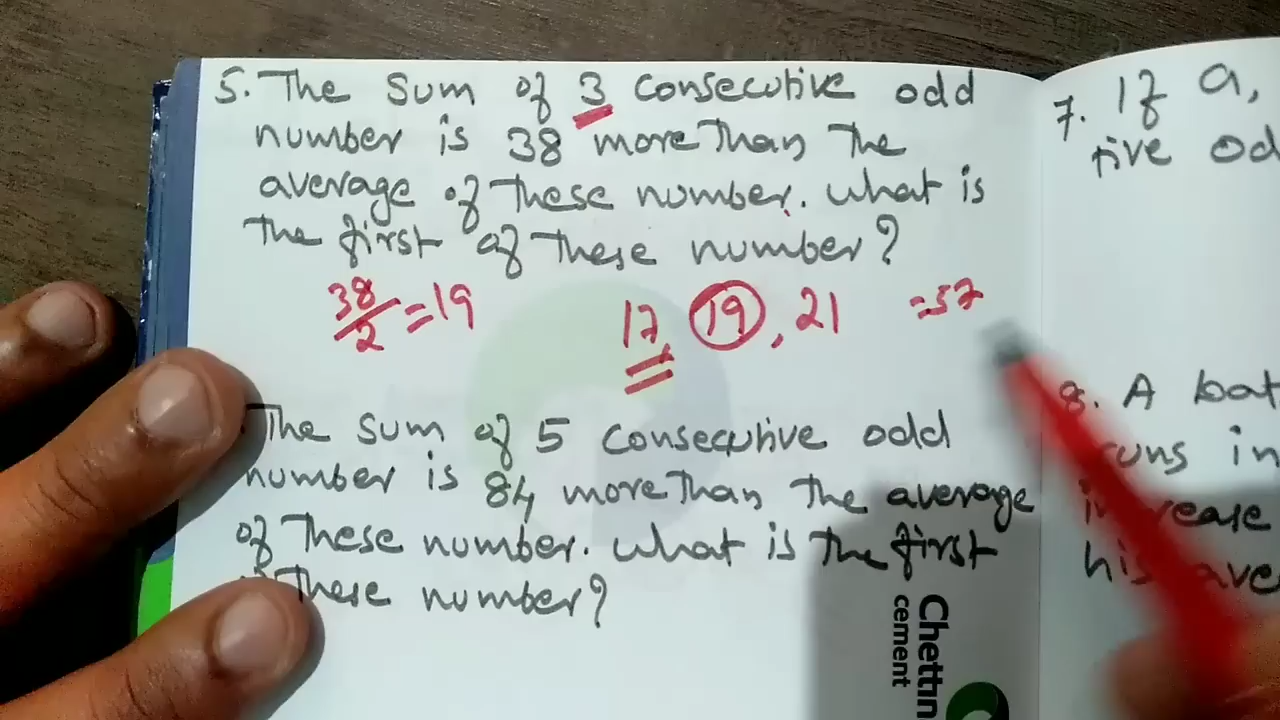 5. The sum of 3 consecutive odd
number is 38 more than the
average of these number. what is
the first of these number?
38/2 = 19
17, 19, 21 = 57
The sum of 5 consecutive odd
number is 84 more than the average
of these number. what is the first
these number?
7. If a,
tive od
8. A bat
runs in
his ave
Chettin
cement